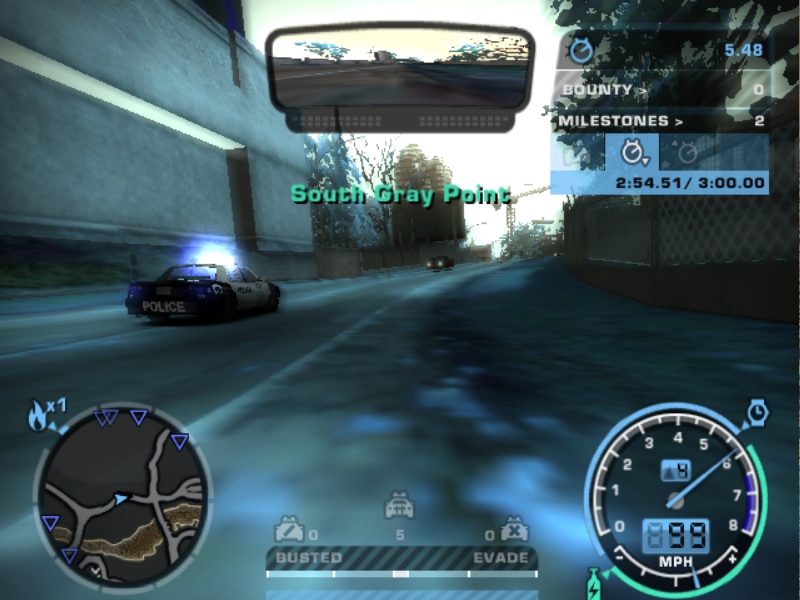 5.48
BOUNTY > 0
MILESTONES > 2
2:54.51/ 3:00.00
South Gray Point
POLICE
x1
0 1 2 3 4 5 6 7 8
4
99
MPH
0 5 0
BUSTED EVADE